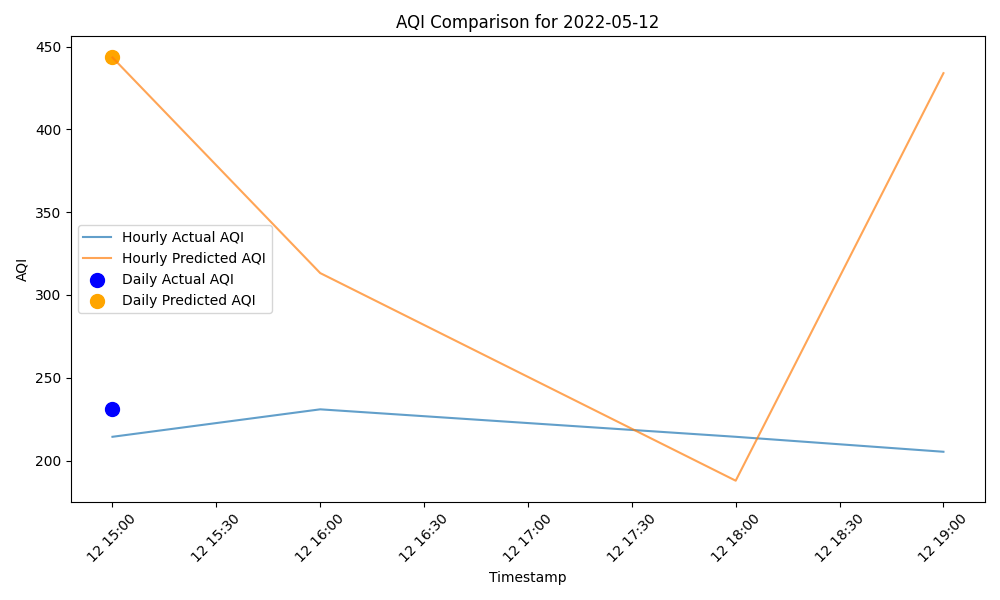 AQI Comparison for 2022-05-12
450
400
350
300
250
200
AQI
Hourly Actual AQI
Hourly Predicted AQI
Daily Actual AQI
Daily Predicted AQI
12 15:00
12 15:30
12 16:00
12 16:30
12 17:00
12 17:30
12 18:00
12 18:30
12 19:00
Timestamp